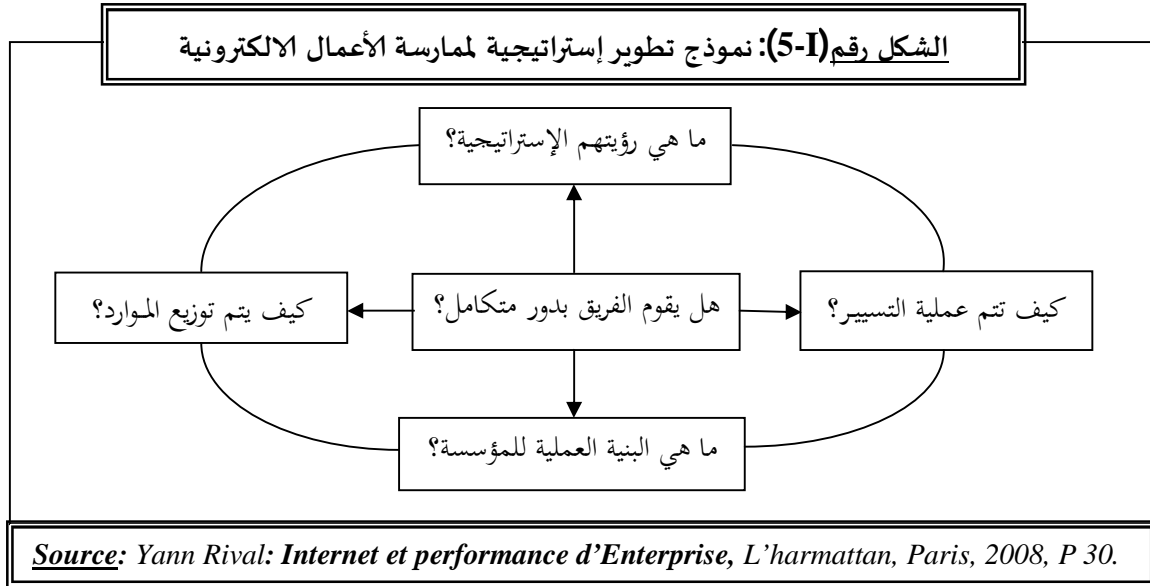 الشكل رقم(5-I): نموذج تطوير إستراتيجية لممارسة الأعمال الالكترونية
ما هي رؤيتهم الإستراتيجية؟
كيف تتم عملية التسيير؟
هل يقوم الفريق بدور متكامل؟
كيف يتم توزيع الموارد؟
ما هي البنية العملية للمؤسسة؟
Source: Yann Rival: Internet et performance d’Enterprise, L’harmattan, Paris, 2008, P 30.